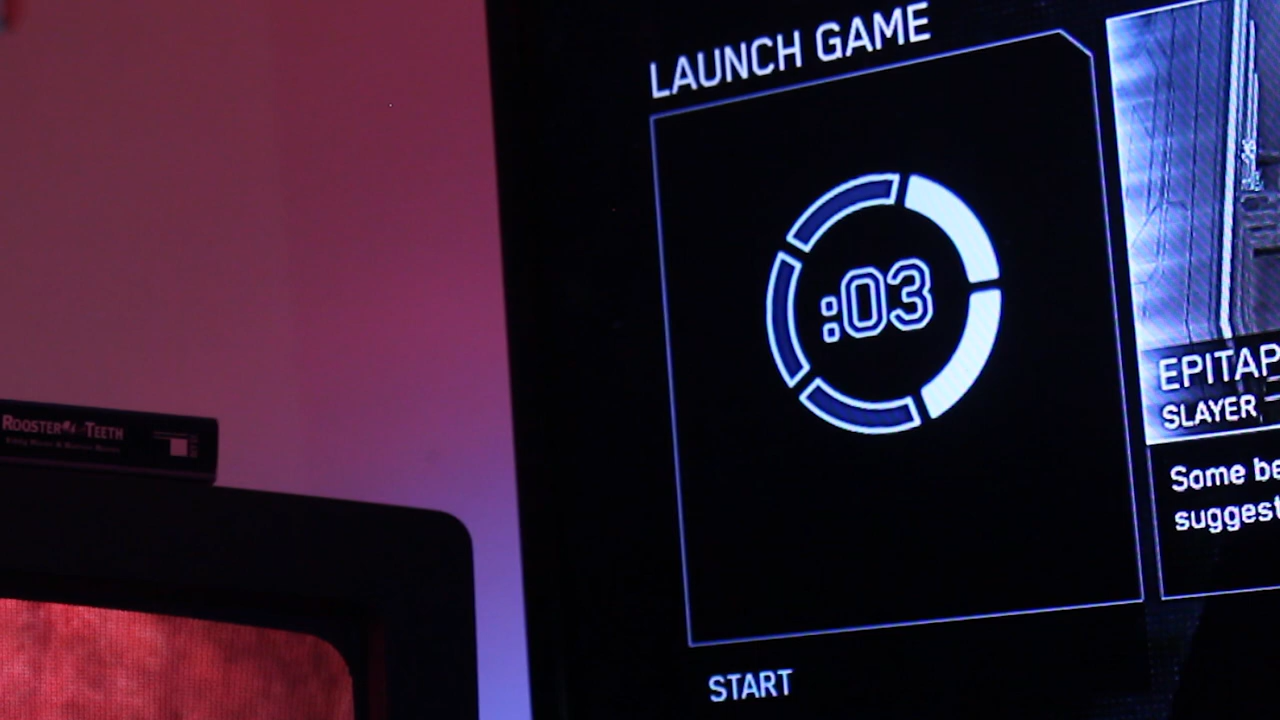 LAUNCH GAME
:03
EPITAP
SLAYER,
Some be
suggest
START
ROOSTER TEETH